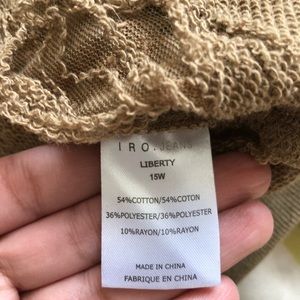 IRO.JEANS
LIBERTY
15W
54%COTTON/54%COTON
36%POLYESTER/36%POLYESTER
10%RAYON/10%RAYON
MADE IN CHINA
FABRIQUE EN CHINA